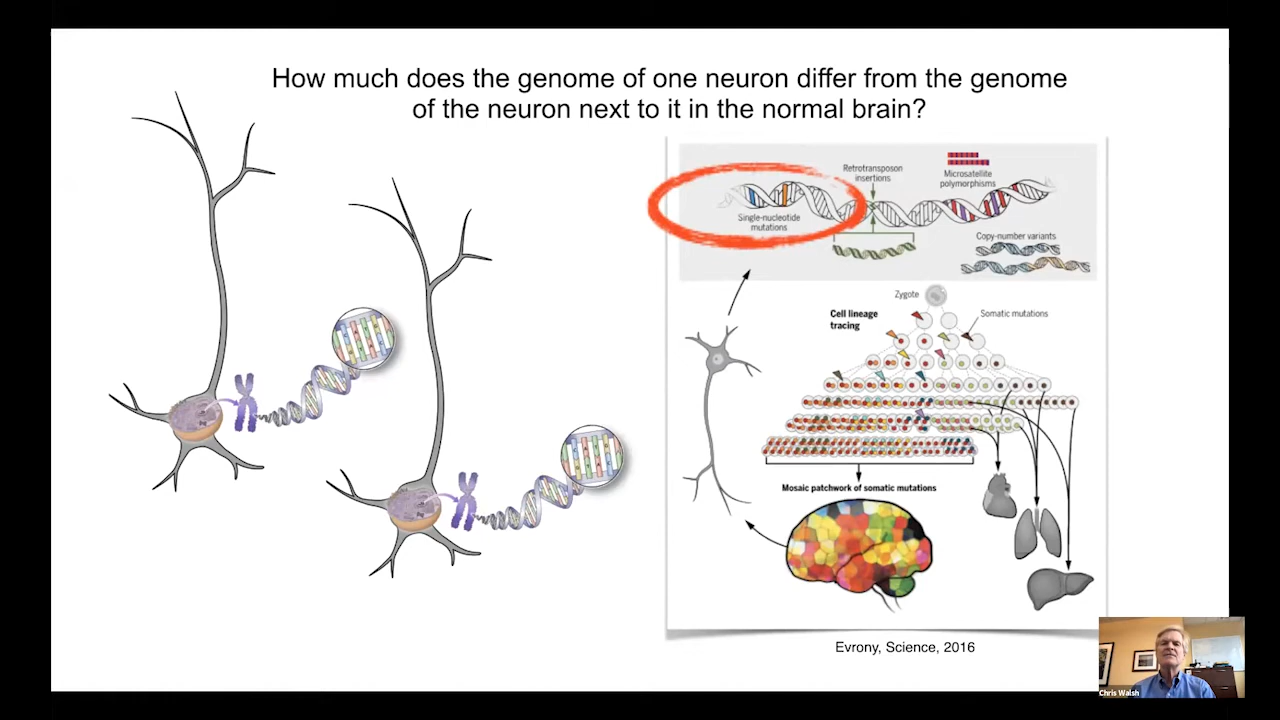 How much does the genome of one neuron differ from the genome
of the neuron next to it in the normal brain?
Retrotransposon
insertions
Microsatellite
polymorphisms
Single-nucleotide
mutations
Copy-number variants
Zygote
Cell lineage
tracing
Somatic mutations
Mosaic patchwork of somatic mutations
Evrony, Science, 2016
Chris Walsh